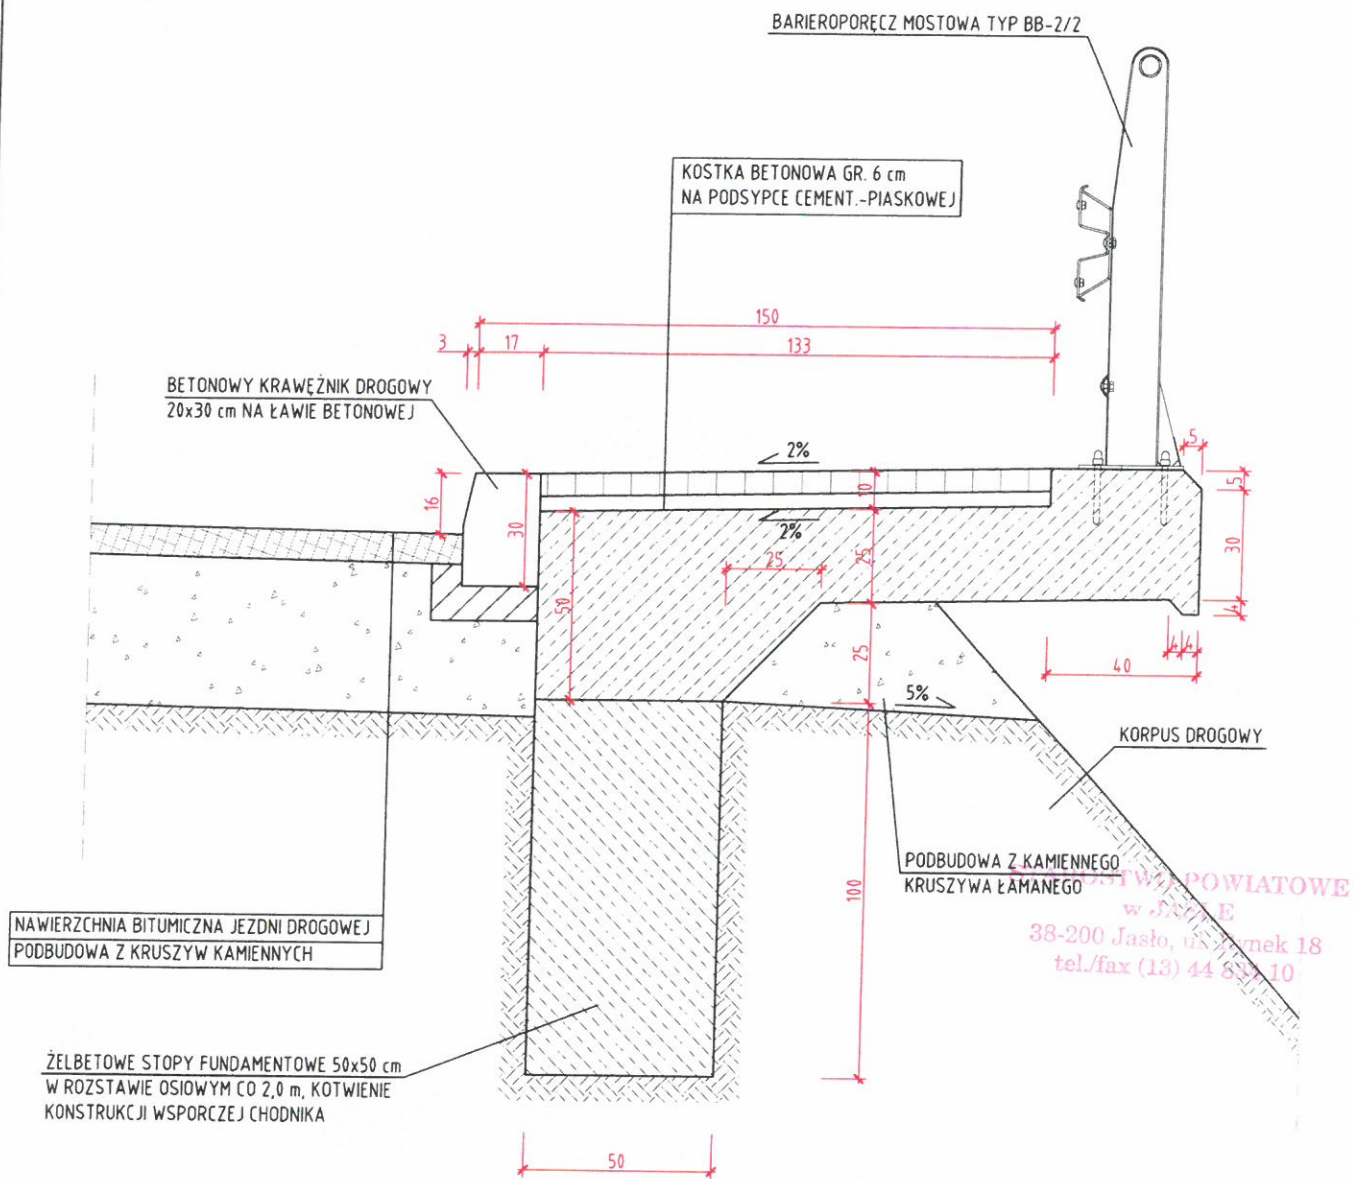 BARIEROPORĘCZ MOSTOWA TYP BB-2/2
KOSTKA BETONOWA GR. 6 cm
NA PODSYPCE CEMENT.-PIASKOWEJ
150
3
17
133
BETONOWY KRAWĘŻNIK DROGOWY
20x30 cm NA ŁAWIE BETONOWEJ
2%
5
16
30
10
5
2%
25
25
30
50
4
25
4
4
40
5%
KORPUS DROGOWY
PODBUDOWA Z KAMIENNEGO
KRUSZYWA ŁAMANEGO
100
POWIATOWE
w
38-200 Jasło, 18
tel./fax (13) 44 10
NAWIERZCHNIA BITUMICZNA JEZDNI DROGOWEJ
PODBUDOWA Z KRUSZYW KAMIENNYCH
ŻELBETOWE STOPY FUNDAMENTOWE 50x50 cm
W ROZSTAWIE OSIOWYM CO 2,0 m, KOTWIENIE
KONSTRUKCJI WSPORCZEJ CHODNIKA
50